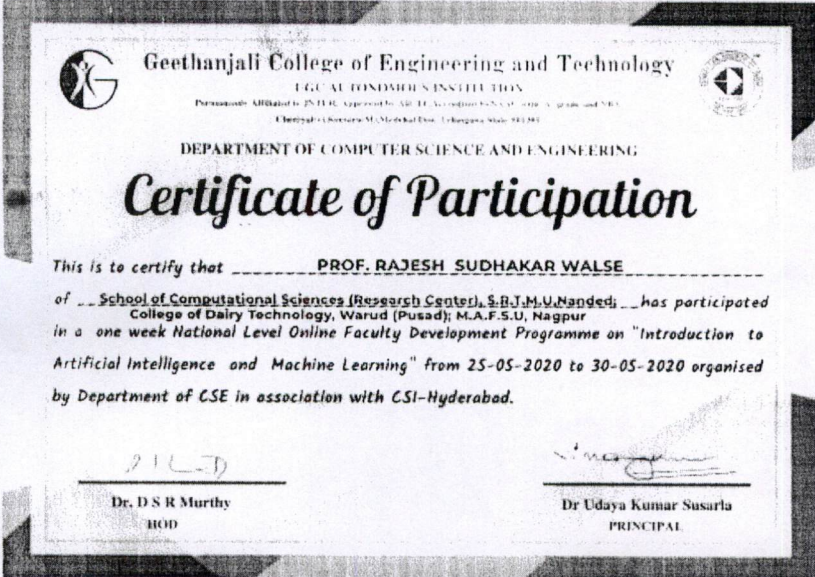 Geethanjali College of Engineering and Technology
UGC AUTONOMOUS INSTITUTION
DEPARTMENT OF COMPUTER SCIENCE AND ENGINEERING
Certificate of Participation
This is to certify that PROF. RAJESH SUDHAKAR WALSE
of School of Computational Sciences (Research Center), S.R.T.M.U.Nanded; has participated
College of Dairy Technology, Warud (Pusad); M.A.F.S.U, Nagpur
in a one week National Level Online Faculty Development Programme on "Introduction to
Artificial Intelligence and Machine Learning" from 25-05-2020 to 30-05-2020 organised
by Department of CSE in association with CSI-Hyderabad.
Dr. D S R Murthy
HOD
Dr Udaya Kumar Susarla
PRINCIPAL